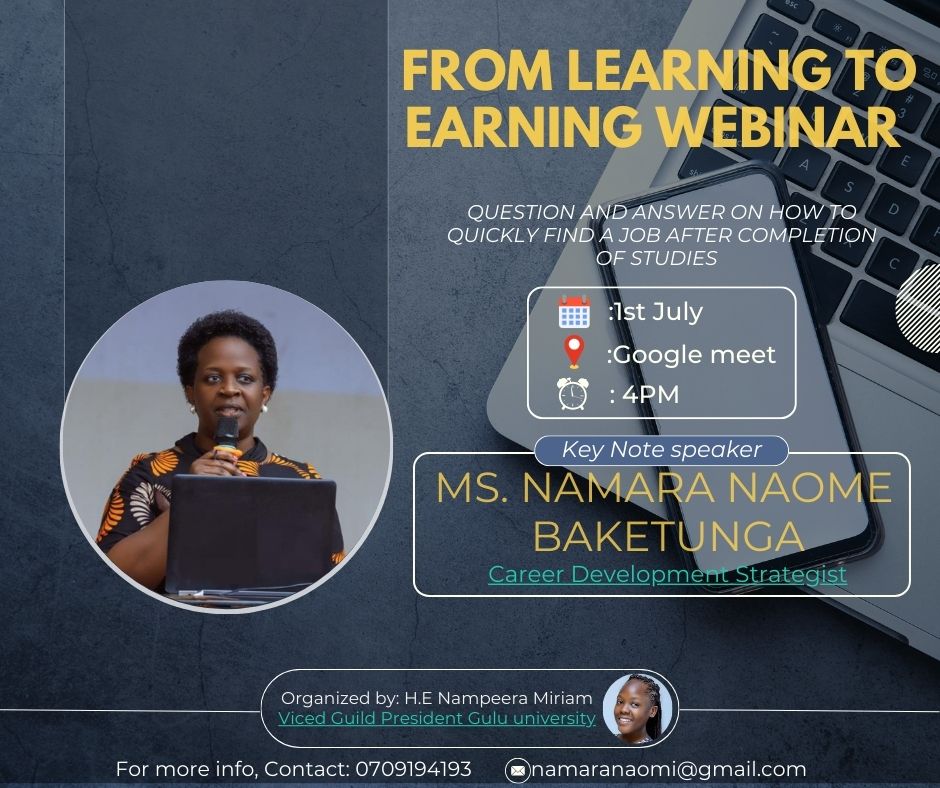 FROM LEARNING TO
EARNING WEBINAR
QUESTION AND ANSWER ON HOW TO
QUICKLY FIND A JOB AFTER COMPLETION
OF STUDIES
:1st July
:Google meet
: 4PM
Key Note speaker
MS. NAMARA NAOME
BAKETUNGA
Career Development Strategist
Organized by: H.E Nampeera Miriam
Viced Guild President Gulu university
For more info, Contact: 0709194193
namaranaomi@gmail.com